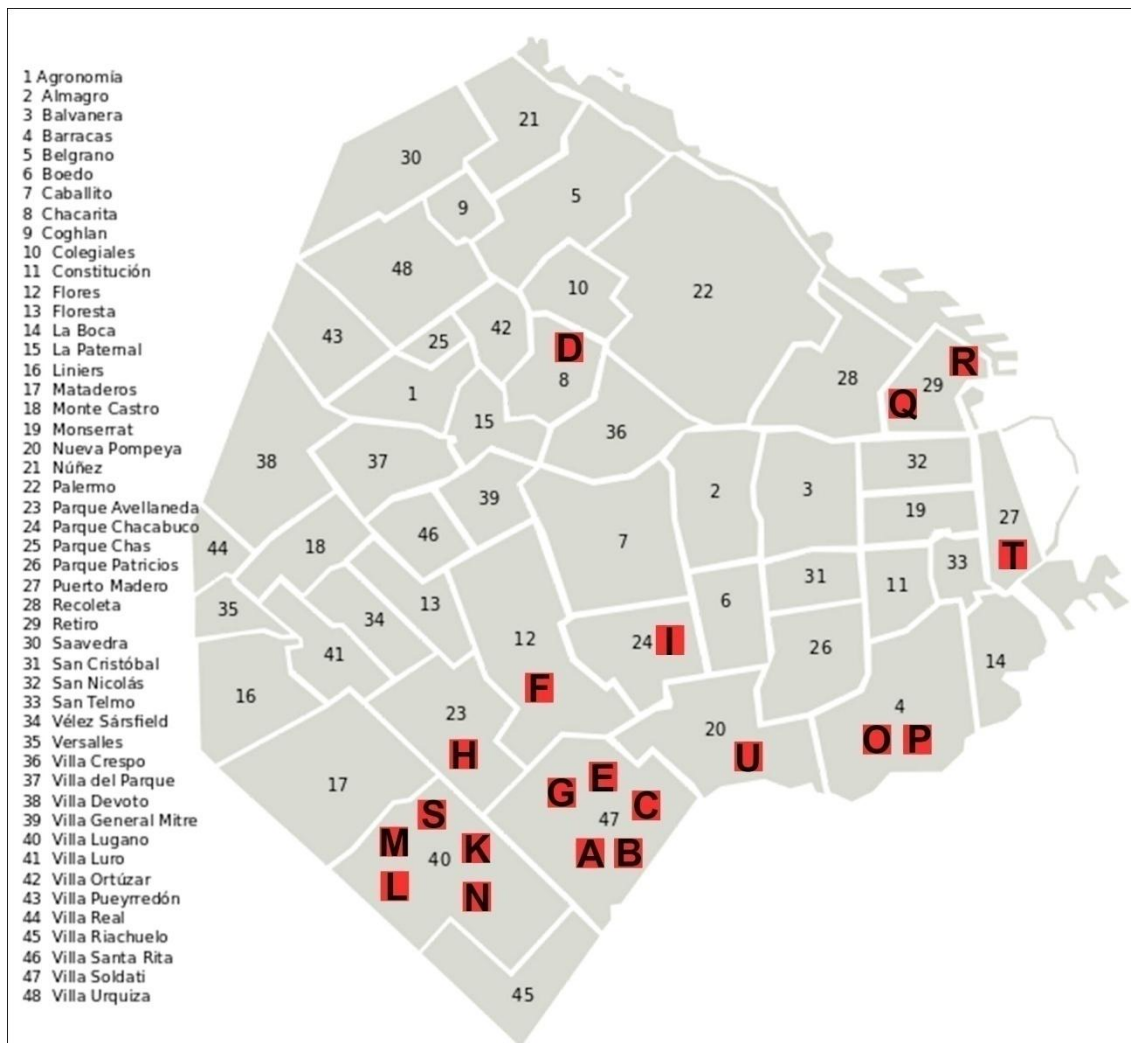 1 Agronomía
2 Almagro
3 Balvanera
4 Barracas
5 Belgrano
6 Boedo
7 Caballito
8 Chacarita
9 Coghlan
10 Colegiales
11 Constitución
12 Flores
13 Floresta
14 La Boca
15 La Paternal
16 Liniers
17 Mataderos
18 Monte Castro
19 Monserrat
20 Nueva Pompeya
21 Núñez
22 Palermo
23 Parque Avellaneda
24 Parque Chacabuco
25 Parque Chas
26 Parque Patricios
27 Puerto Madero
28 Recoleta
29 Retiro
30 Saavedra
31 San Cristóbal
32 San Nicolás
33 San Telmo
34 Vélez Sársfield
35 Versalles
36 Villa Crespo
37 Villa del Parque
38 Villa Devoto
39 Villa General Mitre
40 Villa Lugano
41 Villa Luro
42 Villa Ortúzar
43 Villa Pueyrredón
44 Villa Real
45 Villa Riachuelo
46 Villa Santa Rita
47 Villa Soldati
48 Villa Urquiza
21
30
5
9
48
10
22
42
43
25
D
R
28
8
29
1
Q
15
36
38
37
32
3
2
39
19
27
46
7
18
44
T
33
31
11
13
6
35
34
12
24 I
26
41
14
F
16
4
23
20
O P
H
U
17
E
G
C
S
47
M
K
40
A B
L
N
45